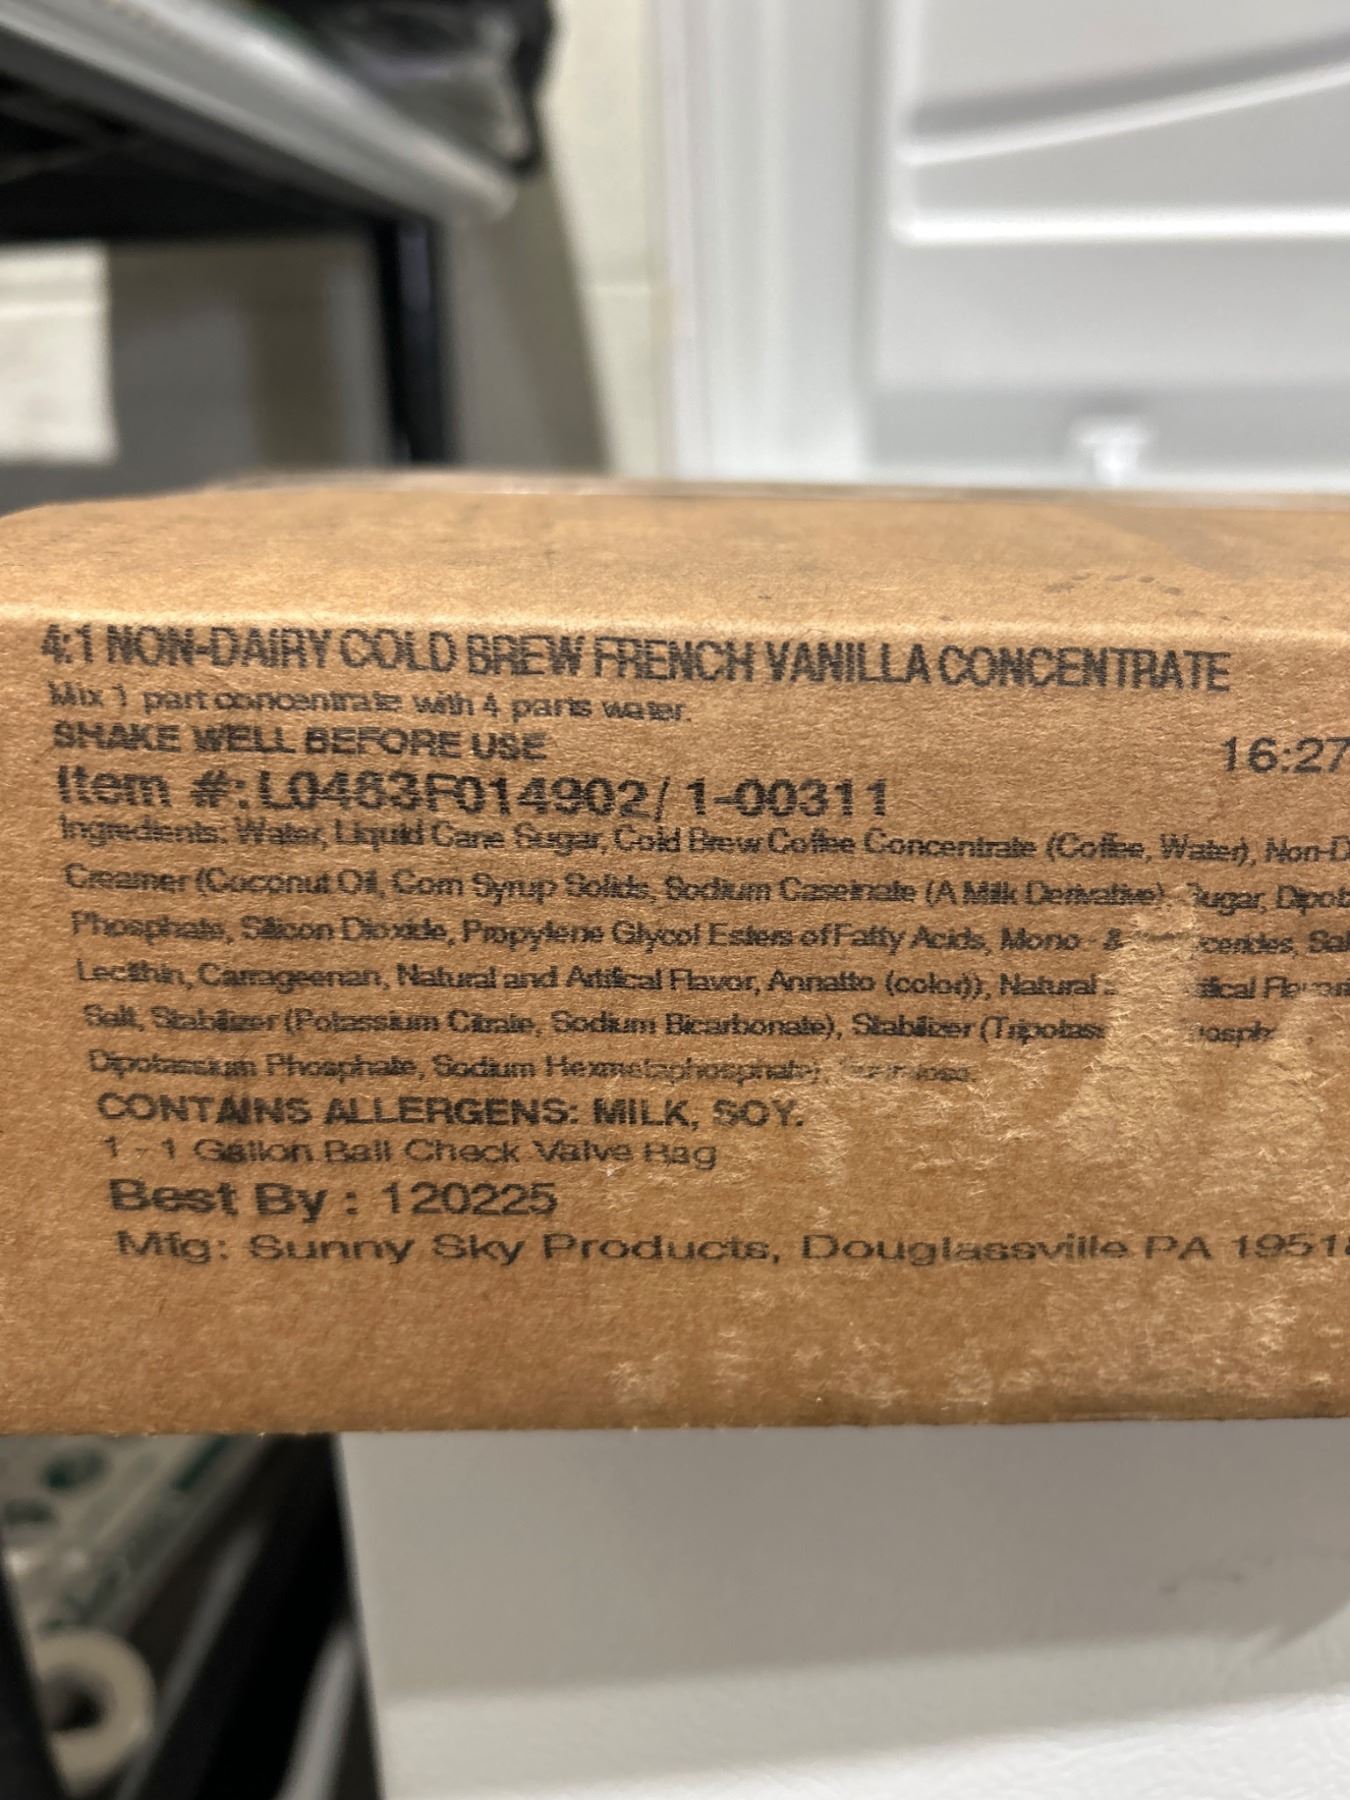 4:1 NON-DAIRY COLD BREW FRENCH VANILLA CONCENTRATE
Mix 1 part concentrate with 4 parts water.
SHAKE WELL BEFORE USE
16:27
Item #: L0463F014902/ 1-00311
Ingredients: Water, Liquid Cane Sugar, Cold Brew Coffee Concentrate (Coffee, Water), Non-D
Creamer (Coconut Oil, Corn Syrup Solids, Sodium Caseinate (A Milk Derivative), Sugar, Dipot
Phosphate, Silicon Dioxide, Propylene Glycol Esters of Fatty Acids, Mono - &
Lecithin, Carrageenan, Natural and Artifical Flavor, Annatto (color)), Natural
Salt, Stabilizer (Potassium Citrate, Sodium Bicarbonate), Stabilizer (Tripotass
Dipotassium Phosphate, Sodium Hexmetaphosphate),
CONTAINS ALLERGENS: MILK, SOY.
1 - 1 Gallon Ball Check Valve Bag
Best By : 120225
Mfg: Sunny Sky Products, Douglassville PA 1951